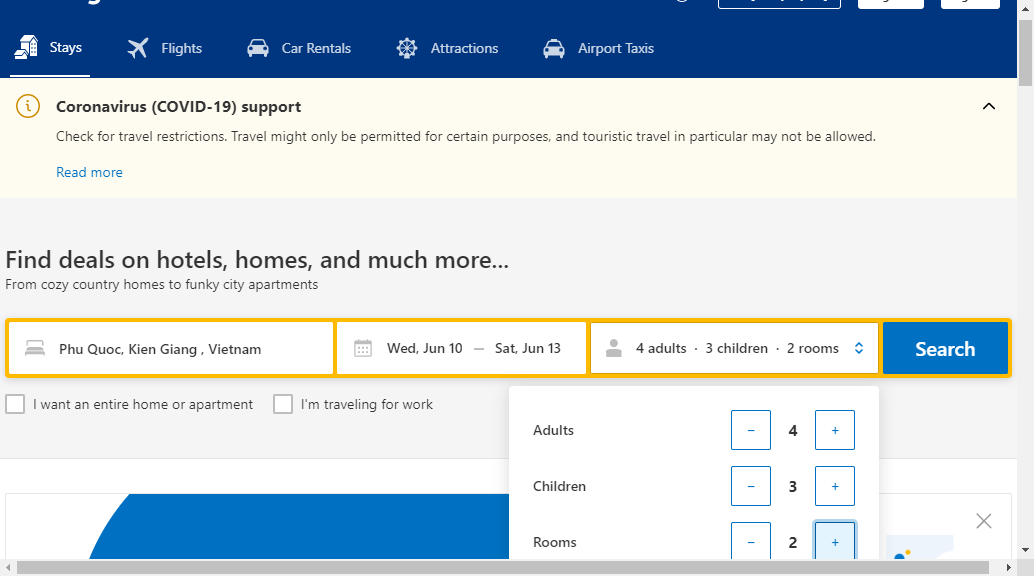 Stays
Flights
Car Rentals
Attractions
Airport Taxis
Coronavirus (COVID-19) support
Check for travel restrictions. Travel might only be permitted for certain purposes, and touristic travel in particular may not be allowed.
Read more
Find deals on hotels, homes, and much more...
From cozy country homes to funky city apartments
Phu Quoc, Kien Giang , Vietnam
Wed, Jun 10 — Sat, Jun 13
4 adults · 3 children · 2 rooms
Search
I want an entire home or apartment
I'm traveling for work
Adults − 4 +
Children − 3 +
Rooms − 2 +